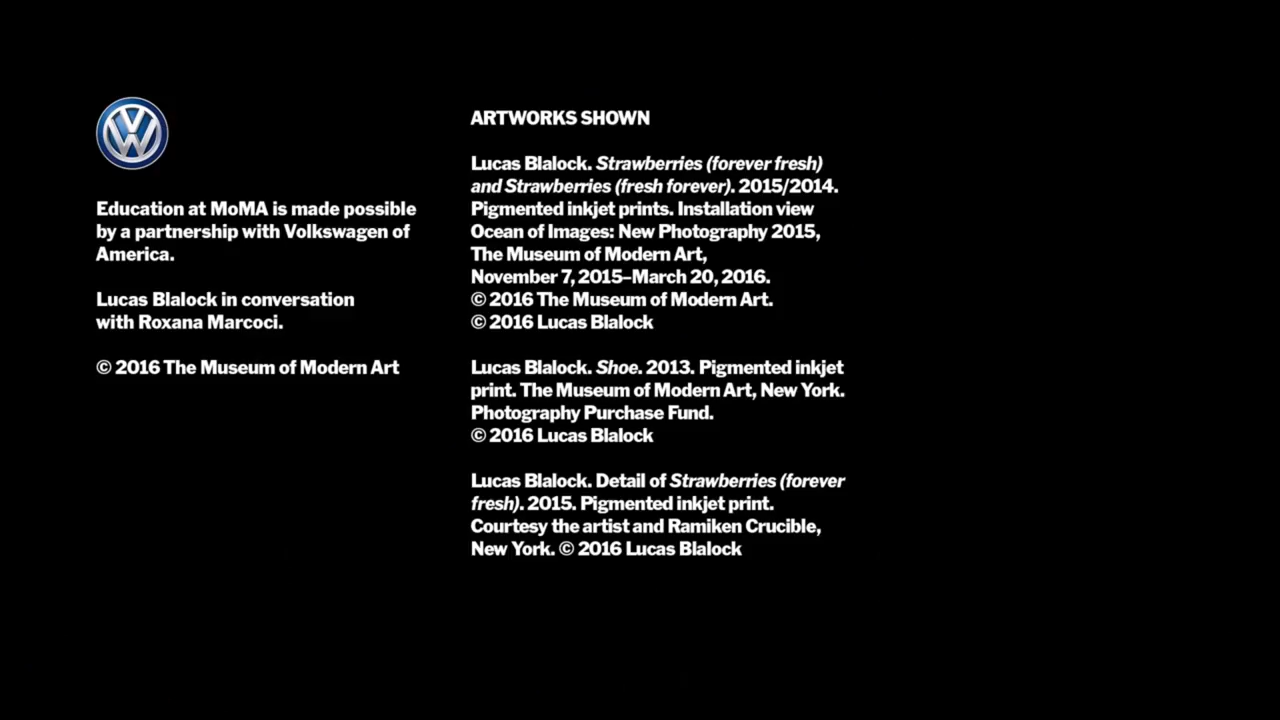 Education at MoMA is made possible
by a partnership with Volkswagen of
America.
Lucas Blalock in conversation
with Roxana Marcoci.
© 2016 The Museum of Modern Art
ARTWORKS SHOWN
Lucas Blalock. Strawberries (forever fresh)
and Strawberries (fresh forever). 2015/2014.
Pigmented inkjet prints. Installation view
Ocean of Images: New Photography 2015,
The Museum of Modern Art,
November 7, 2015–March 20, 2016.
© 2016 The Museum of Modern Art.
© 2016 Lucas Blalock
Lucas Blalock. Shoe. 2013. Pigmented inkjet
print. The Museum of Modern Art, New York.
Photography Purchase Fund.
© 2016 Lucas Blalock
Lucas Blalock. Detail of Strawberries (forever
fresh). 2015. Pigmented inkjet print.
Courtesy the artist and Ramiken Crucible,
New York. © 2016 Lucas Blalock